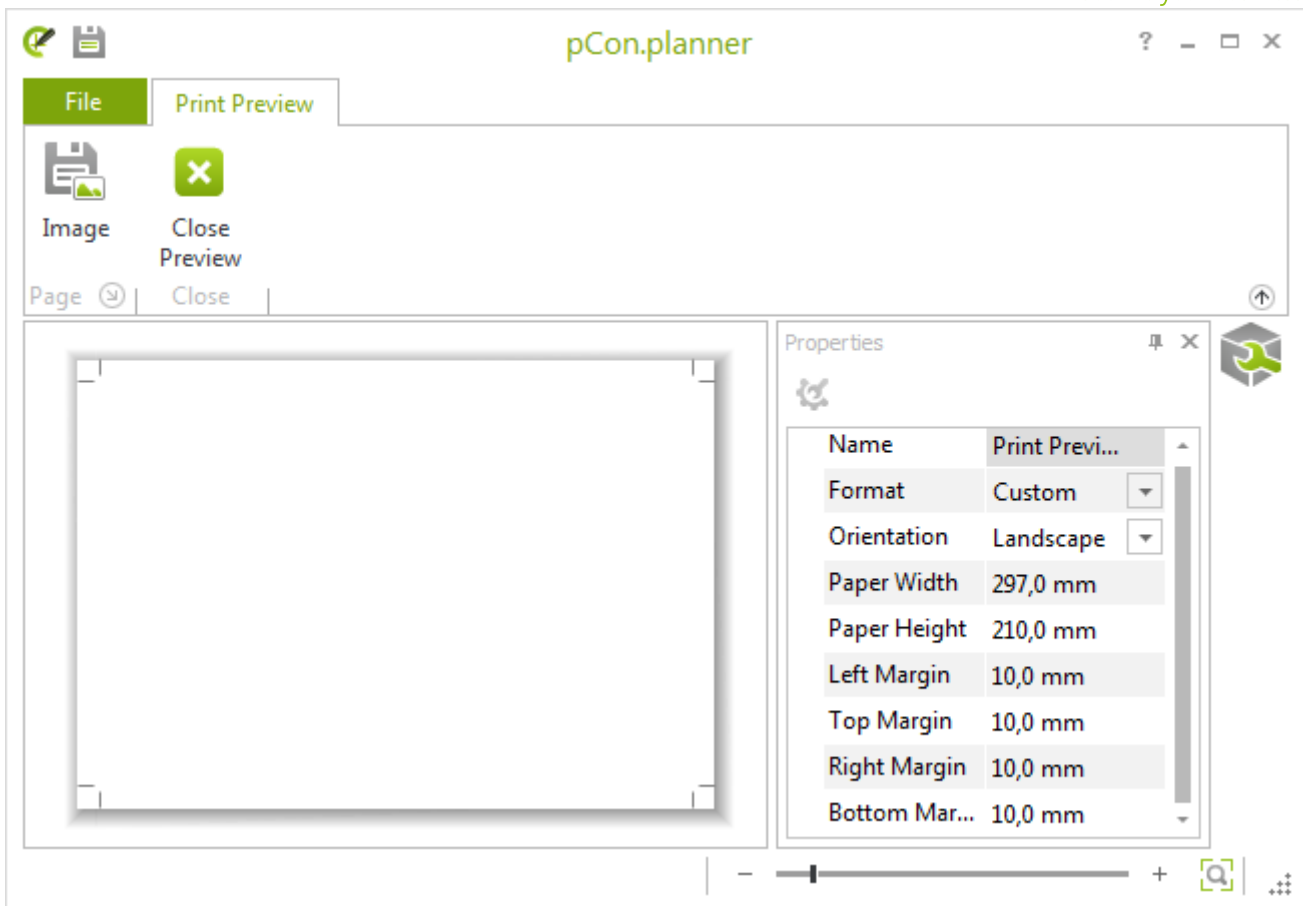 pCon.planner
?
File
Print Preview
Image
Close
Preview
Page
Close
Properties
Name
Print Previ...
Format
Custom
Orientation
Landscape
Paper Width
297,0 mm
Paper Height
210,0 mm
Left Margin
10,0 mm
Top Margin
10,0 mm
Right Margin
10,0 mm
Bottom Mar...
10,0 mm